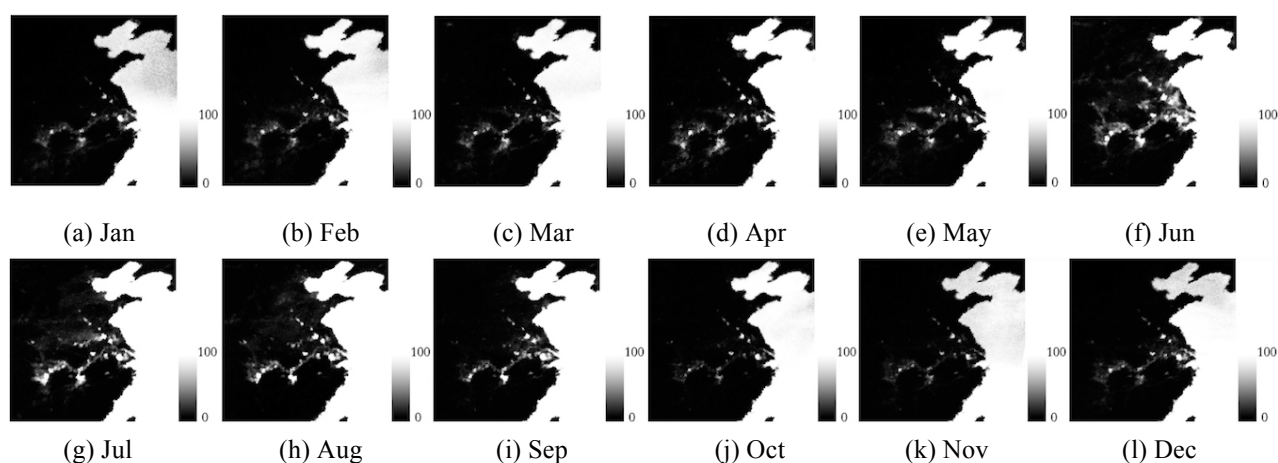 100 100 100 100 100 100
0 0 0 0 0 0
(a) Jan (b) Feb (c) Mar (d) Apr (e) May (f) Jun
100 100 100 100 100 100
0 0 0 0 0 0
(g) Jul (h) Aug (i) Sep (j) Oct (k) Nov (l) Dec